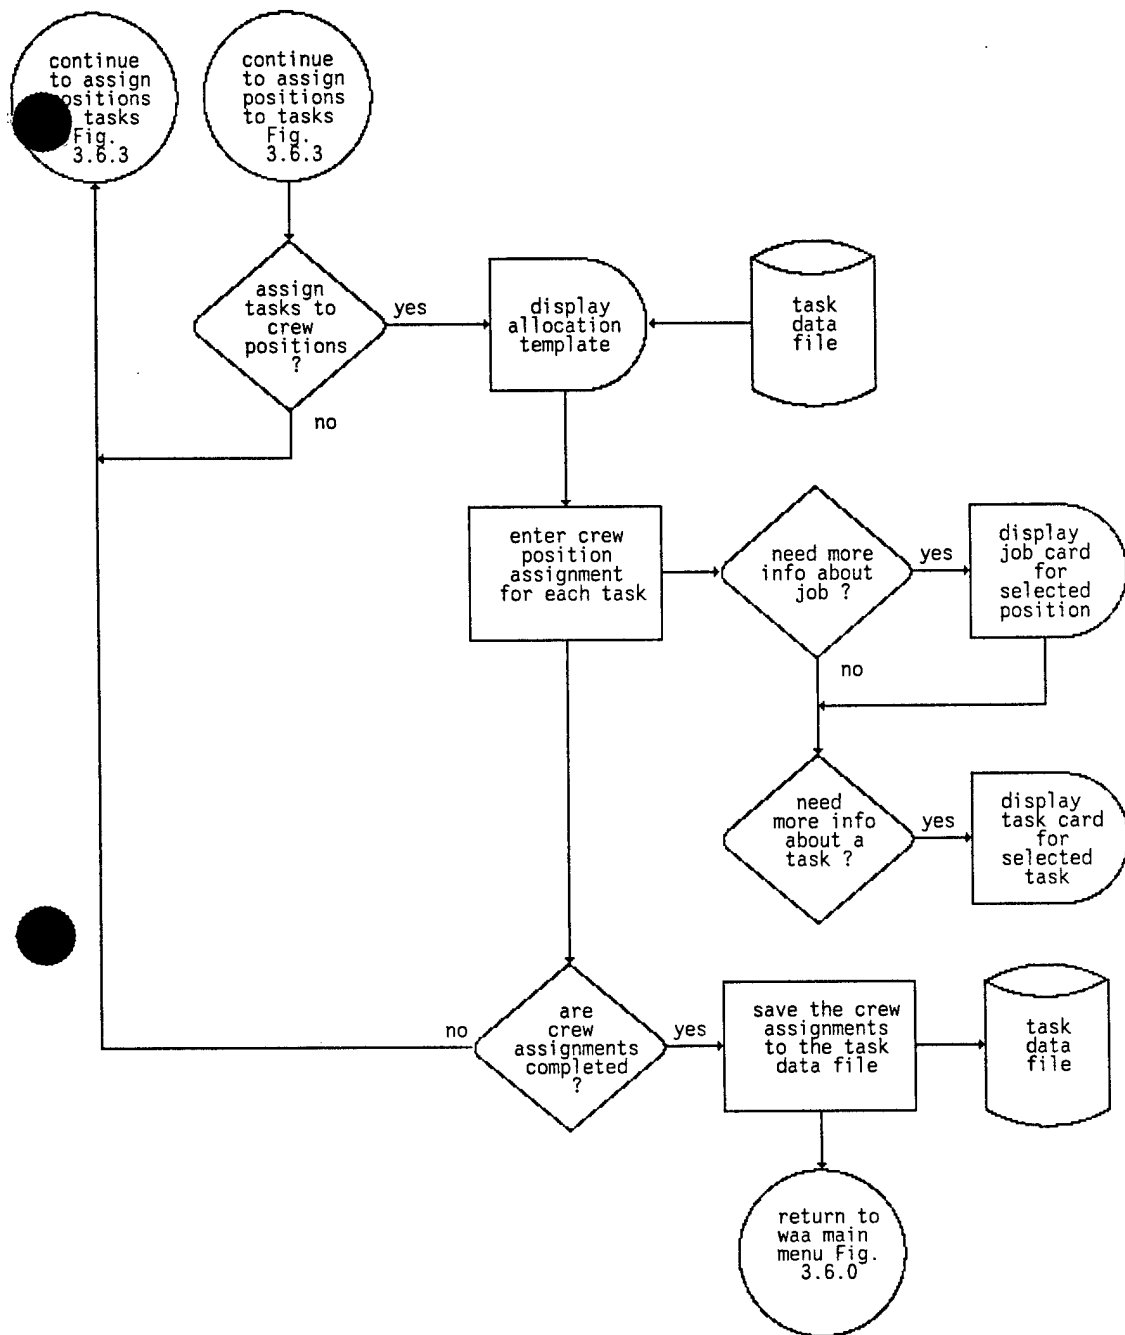 continue
to assign
positions
tasks
Fig.
3.6.3
continue
to assign
positions
to tasks
Fig.
3.6.3
assign
tasks to
crew
positions
?
yes
no
display
allocation
template
task
data
file
enter crew
position
assignment
for each task
need more
info about
job ?
yes
no
display
job card
for
selected
position
need
more info
about a
task ?
yes
display
task card
for
selected
task
are
crew
assignments
completed
?
no
yes
save the crew
assignments
to the task
data file
task
data
file
return to
waa main
menu Fig.
3.6.0